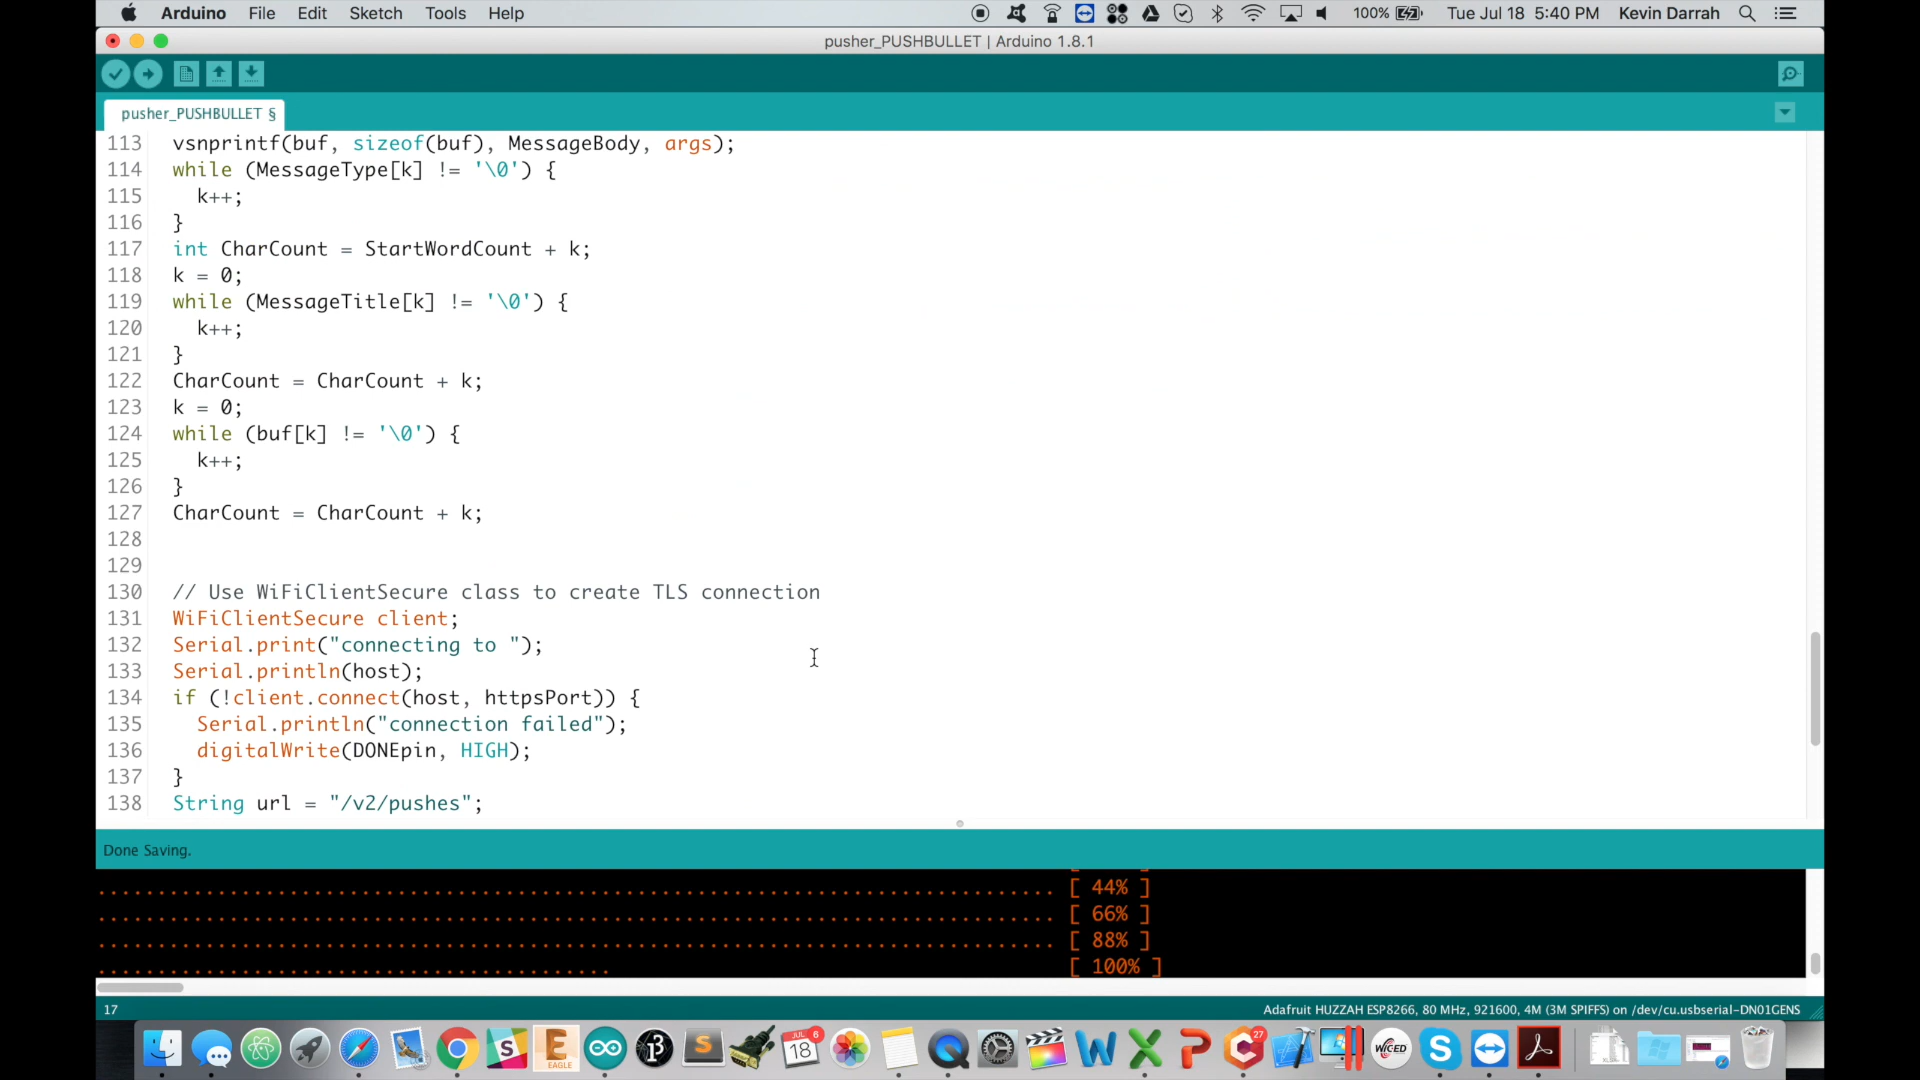 Arduino File Edit Sketch Tools Help 100% Tue Jul 18 5:40 PM Kevin Darrah
pusher_PUSHBULLET | Arduino 1.8.1
pusher_PUSHBULLET §
113 vsnprintf(buf, sizeof(buf), MessageBody, args);
114 while (MessageType[k] != '\0') {
115 k++;
116 }
117 int CharCount = StartWordCount + k;
118 k = 0;
119 while (MessageTitle[k] != '\0') {
120 k++;
121 }
122 CharCount = CharCount + k;
123 k = 0;
124 while (buf[k] != '\0') {
125 k++;
126 }
127 CharCount = CharCount + k;
128
129
130 // Use WiFiClientSecure class to create TLS connection
131 WiFiClientSecure client;
132 Serial.print("connecting to ");
133 Serial.println(host);
134 if (!client.connect(host, httpsPort)) {
135 Serial.println("connection failed");
136 digitalWrite(DONEpin, HIGH);
137 }
138 String url = "/v2/pushes";
Done Saving.
................................................................................ [ 44% ]
................................................................................ [ 66% ]
................................................................................ [ 88% ]
........................................... [ 100% ]
17 Adafruit HUZZAH ESP8266, 80 MHz, 921600, 4M (3M SPIFFS) on /dev/cu.usbserial-DN01GENS
EAGLE
JUL 6
18
27
WICED